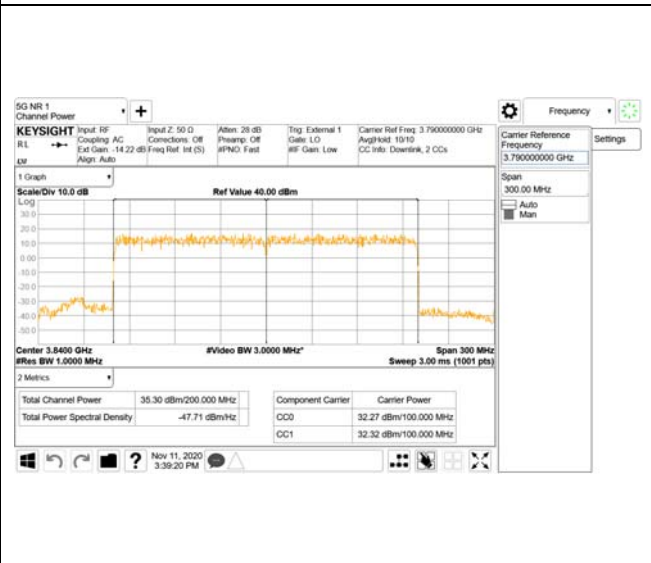 5G NR 1
Channel Power
+
Frequency
KEYSIGHT
RL
Input: RF
Coupling: AC
Ext Gain: -14.22 dB
Align: Auto
Input Z: 50 Ω
Corrections: Off
Freq Ref: Int (S)
Atten: 28 dB
Preamp: Off
#PNO: Fast
Trig: External 1
Gate: LO
#IF Gain: Low
Carrier Ref Freq: 3.790000000 GHz
Avg|Hold: 10/10
CC Info: Downlink, 2 CCs
Carrier Reference
Frequency
3.790000000 GHz
Settings
Span
300.00 MHz
Auto
Man
1 Graph
Scale/Div 10.0 dB
Ref Value 40.00 dBm
Log
30.0
20.0
10.0
0.00
-10.0
-20.0
-30.0
-40.0
-50.0
Center 3.8400 GHz
#Video BW 3.0000 MHz*
Span 300 MHz
#Res BW 1.0000 MHz
Sweep 3.00 ms (1001 pts)
2 Metrics
Total Channel Power 35.30 dBm/200.000 MHz
Total Power Spectral Density -47.71 dBm/Hz
Component Carrier Carrier Power
CC0 32.27 dBm/100.000 MHz
CC1 32.32 dBm/100.000 MHz
?
Nov 11, 2020
3:39:20 PM